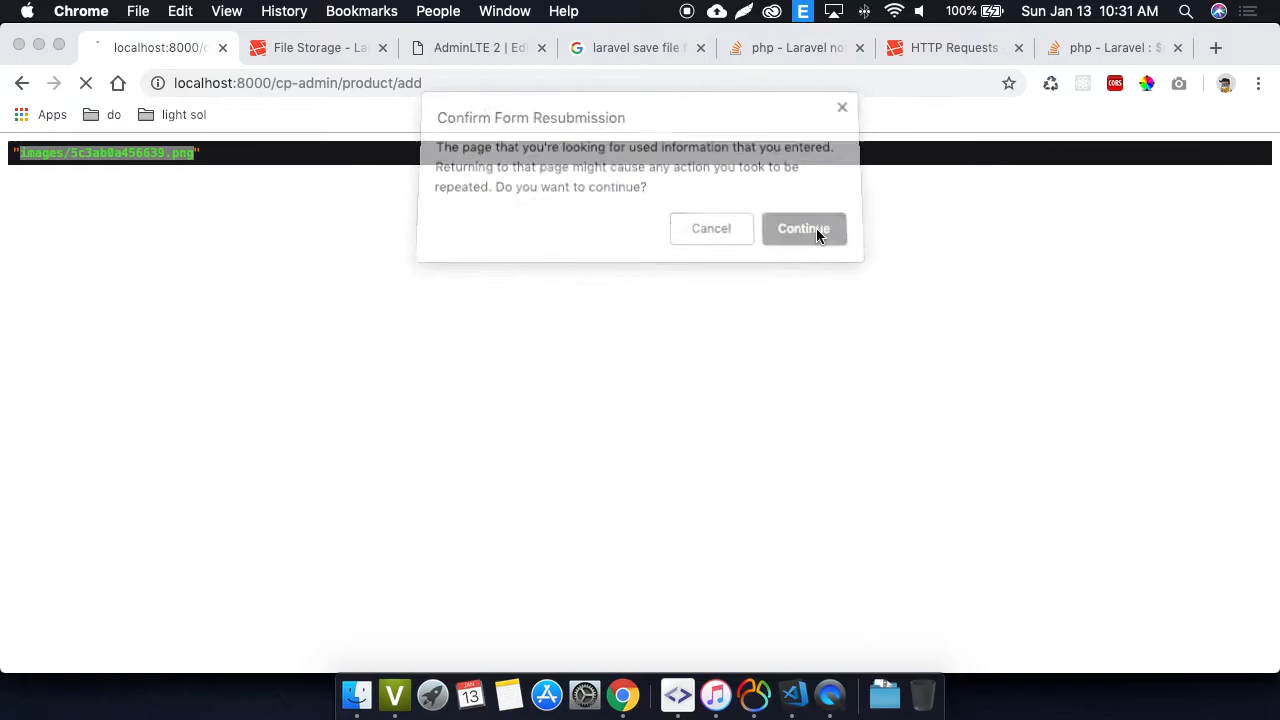 Chrome File Edit View History Bookmarks People Window Help 100% Sun Jan 13 10:31 AM
localhost:8000/c File Storage - La AdminLTE 2 | Edi laravel save file f php - Laravel no HTTP Requests php - Laravel : $
localhost:8000/cp-admin/product/add
Apps do light sol
"images/5c3ab0a456639.png"
Confirm Form Resubmission
The page that you're looking for used information that you entered.
Returning to that page might cause any action you took to be
repeated. Do you want to continue?
Cancel Continue
JAN
13